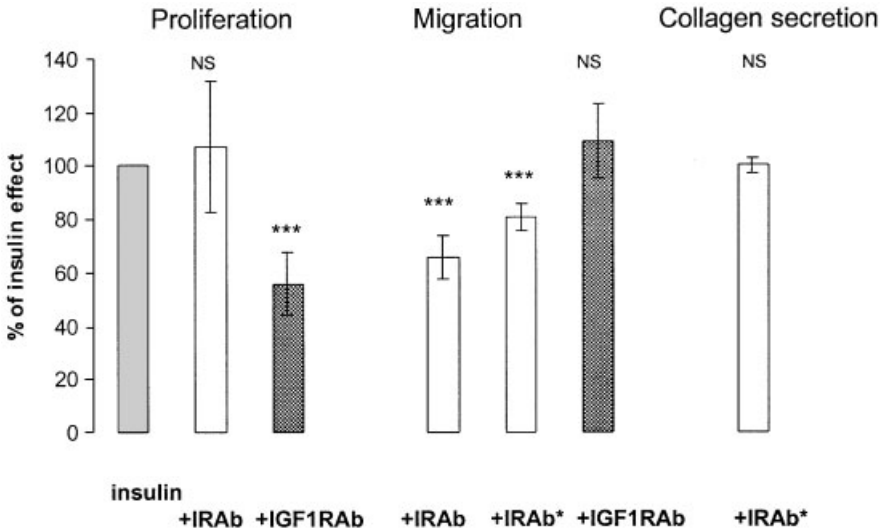 Proliferation Migration Collagen secretion
140
120
100
80
60
40
20
0
% of insulin effect
NS
***
***
***
NS
NS
insulin
+IRAb +IGF1RAb +IRAb +IRAb* +IGF1RAb +IRAb*